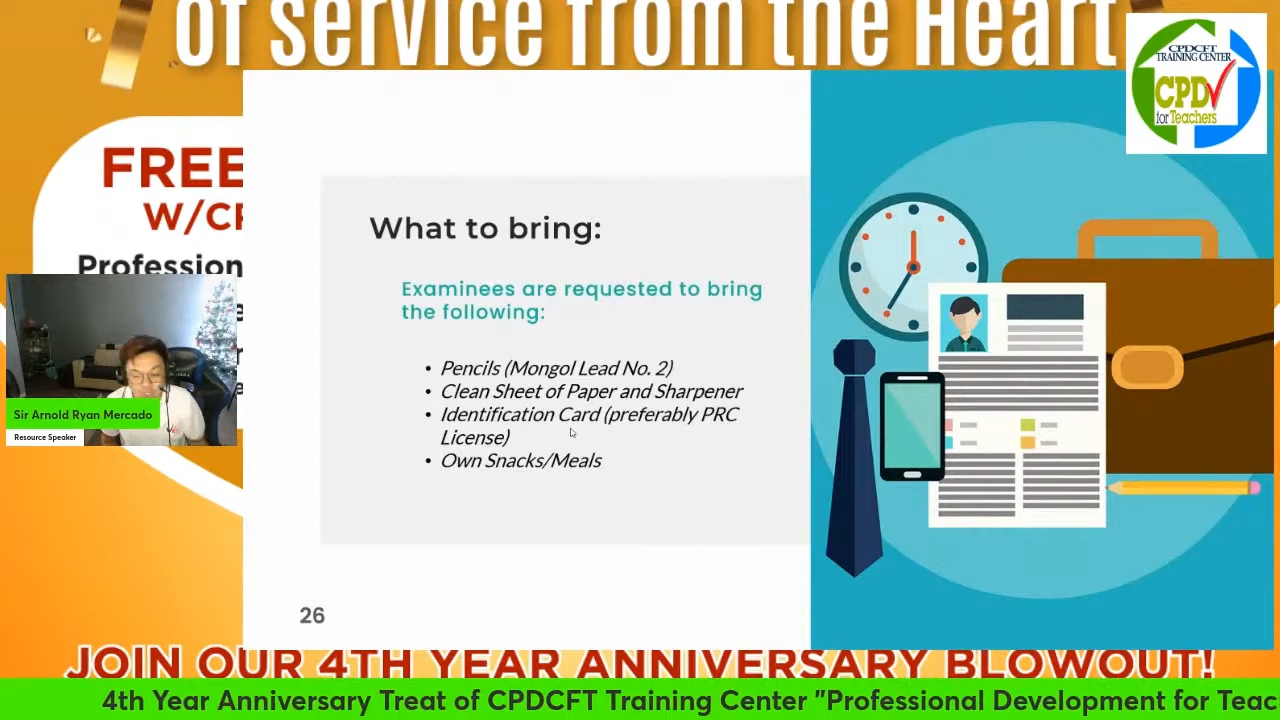 of service from the Heart
CPDCFT
TRAINING CENTER
CPD
for Teachers
FREE
W/CP
Profession
What to bring:
Examinees are requested to bring
the following:
• Pencils (Mongol Lead No. 2)
• Clean Sheet of Paper and Sharpener
• Identification Card (preferably PRC
License)
• Own Snacks/Meals
Sir Arnold Ryan Mercado
Resource Speaker
26
JOIN OUR 4TH YEAR ANNIVERSARY BLOWOUT!
4th Year Anniversary Treat of CPDCFT Training Center "Professional Development for Teac